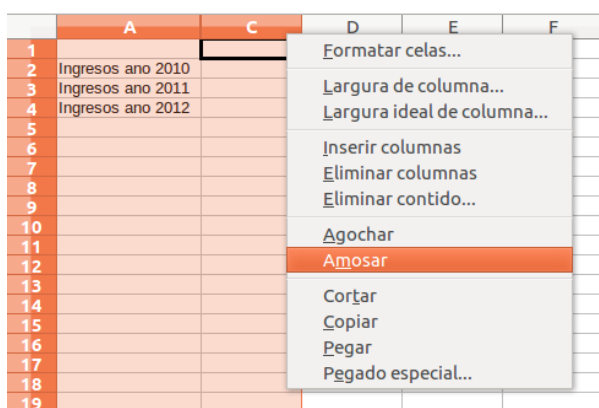 A C D E F
1
2 Ingresos ano 2010
3 Ingresos ano 2011
4 Ingresos ano 2012
5
6
7
8
9
10
11
12
13
14
15
16
17
18
19
Formatar celas...
Largura de columna...
Largura ideal de columna...
Inserir columnas
Eliminar columnas
Eliminar contido...
Agochar
Amosar
Cortar
Copiar
Pegar
Pegado especial...